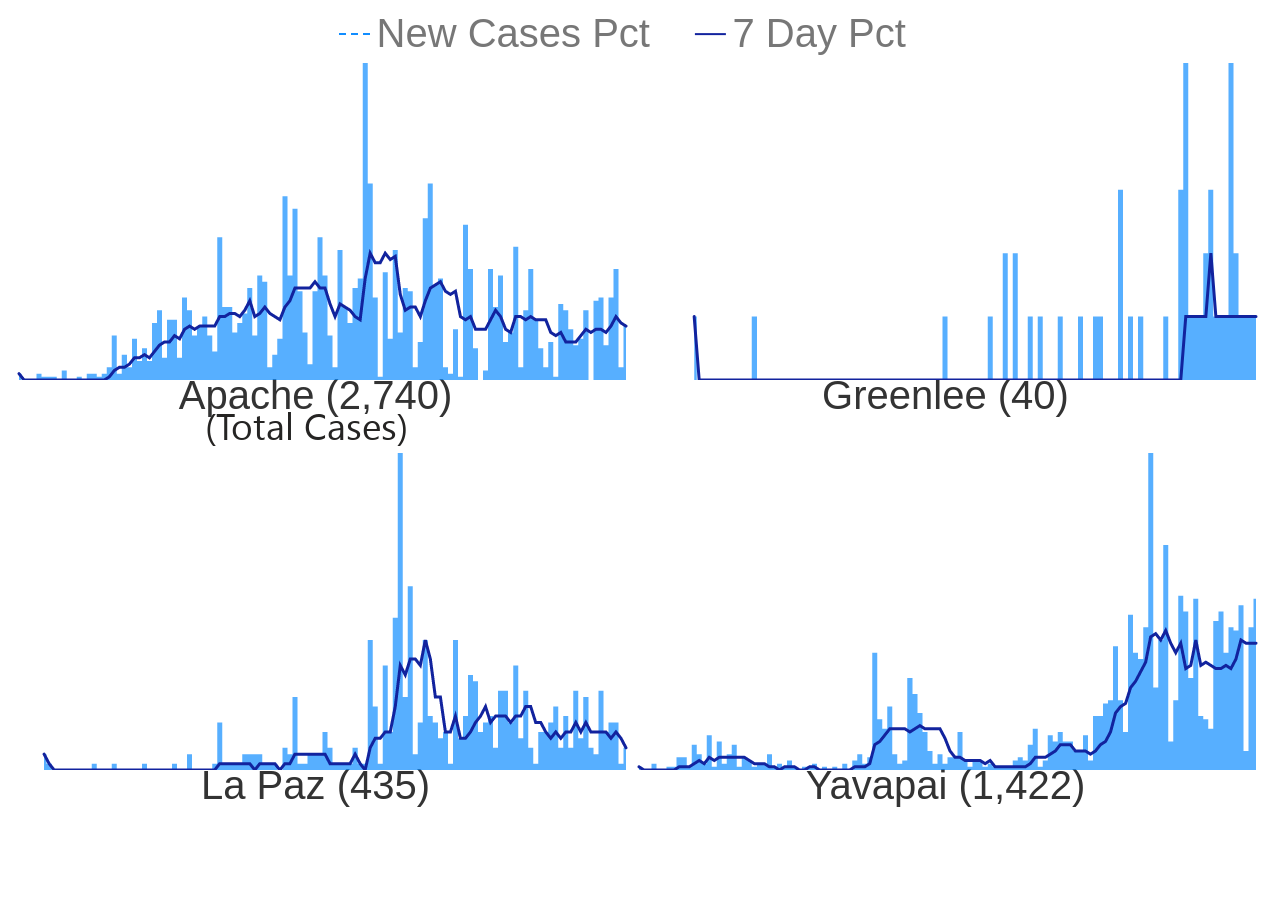 New Cases Pct 7 Day Pct
Apache (2,740) Greenlee (40)
(Total Cases)
La Paz (435) Yavapai (1,422)